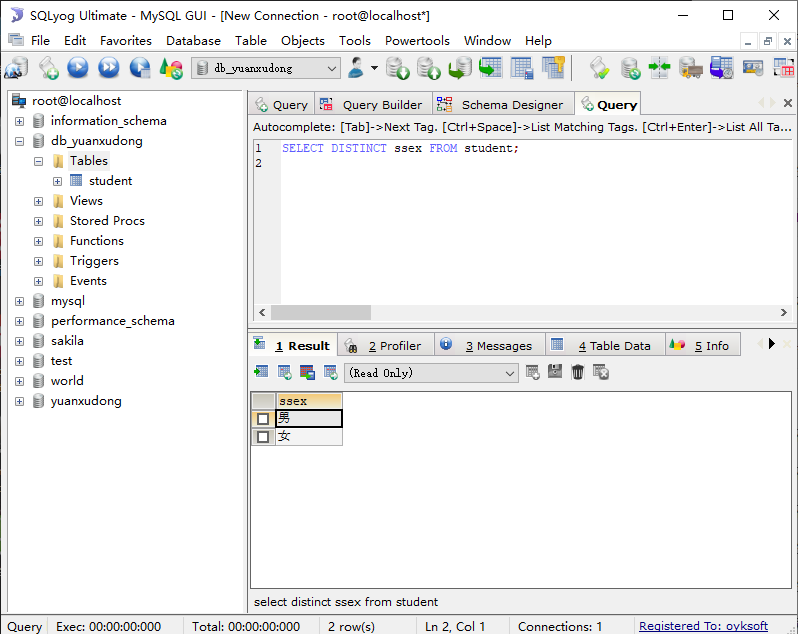 SQLyog Ultimate - MySQL GUI - [New Connection - root@localhost*]
File Edit Favorites Database Table Objects Tools Powertools Window Help
db_yuanxudong
root@localhost
information_schema
db_yuanxudong
Tables
student
Views
Stored Procs
Functions
Triggers
Events
mysql
performance_schema
sakila
test
world
yuanxudong
Query Query Builder Schema Designer Query
Autocomplete: [Tab]->Next Tag. [Ctrl+Space]->List Matching Tags. [Ctrl+Enter]->List All Ta...
1 SELECT DISTINCT ssex FROM student;
2
1 Result 2 Profiler 3 Messages 4 Table Data 5 Info
(Read Only)
ssex
男
女
select distinct ssex from student
Query Exec: 00:00:00:000 Total: 00:00:00:000 2 row(s) Ln 2, Col 1 Connections: 1 Registered To: oyksoft